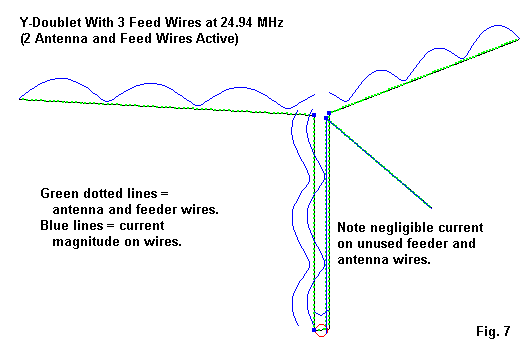 Y-Doublet With 3 Feed Wires at 24.94 MHz
(2 Antenna and Feed Wires Active)
Green dotted lines =
antenna and feeder wires.
Blue lines = current
magnitude on wires.
Note negligible current
on unused feeder and
antenna wires.
Fig. 7